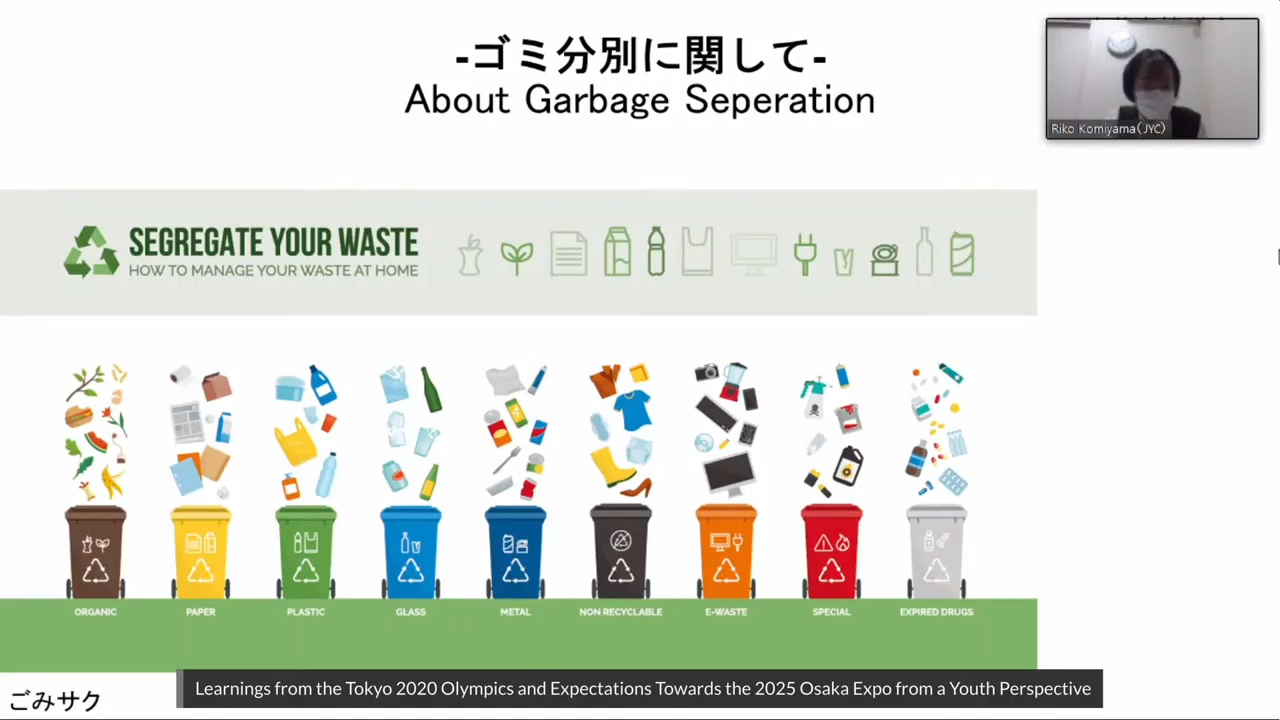 -ゴミ分別に関して-
About Garbage Seperation
Riko Komiyama(JYC)
SEGREGATE YOUR WASTE
HOW TO MANAGE YOUR WASTE AT HOME
ORGANIC
PAPER
PLASTIC
GLASS
METAL
NON RECYCLABLE
E-WASTE
SPECIAL
EXPIRED DRUGS
ごみサク
Learnings from the Tokyo 2020 Olympics and Expectations Towards the 2025 Osaka Expo from a Youth Perspective